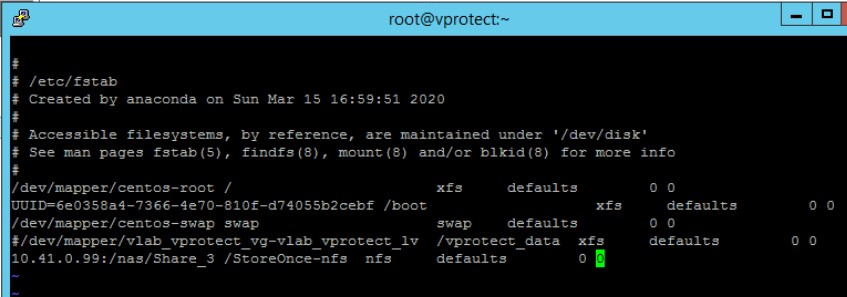 root@vprotect:~
#
# /etc/fstab
# Created by anaconda on Sun Mar 15 16:59:51 2020
#
# Accessible filesystems, by reference, are maintained under '/dev/disk'
# See man pages fstab(5), findfs(8), mount(8) and/or blkid(8) for more info
#
/dev/mapper/centos-root / xfs defaults 0 0
UUID=6e0358a4-7366-4e70-810f-d74055b2cebf /boot xfs defaults 0 0
/dev/mapper/centos-swap swap swap defaults 0 0
#/dev/mapper/vlab_vprotect_vg-vlab_vprotect_lv /vprotect_data xfs defaults 0 0
10.41.0.99:/nas/Share_3 /StoreOnce-nfs nfs defaults 0 0
~
~